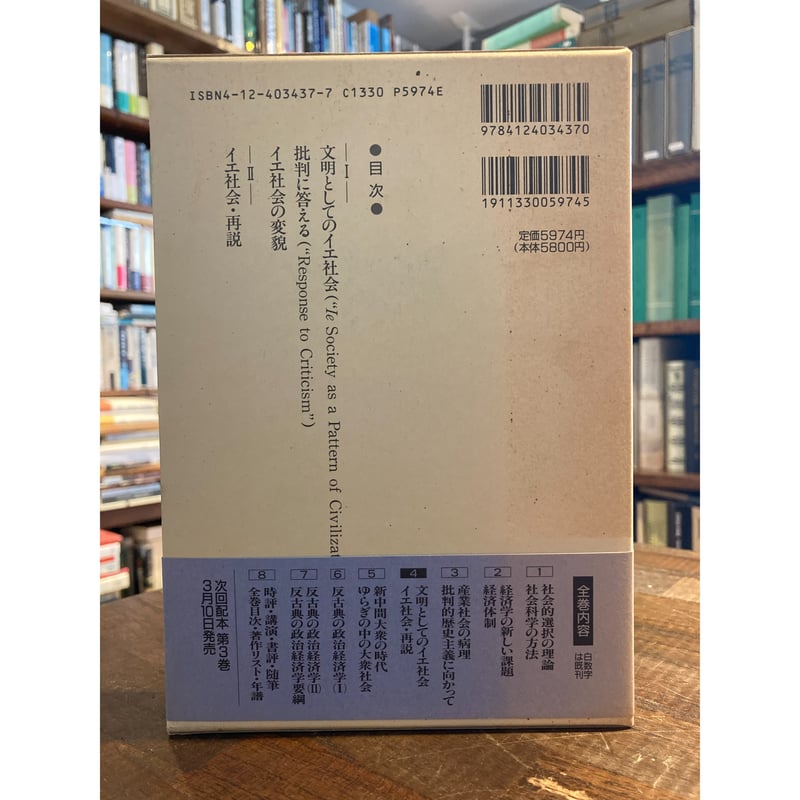 ISBN4-12-403437-7 C1330 P5974E
9784124034370
1911330059745
定価5974円
(本体5800円)
●目次●
―I―
文明としてのイエ社会(“Ie Society as a Pattern of Civilizat
批判に答える(“Response to Criticism”)
イエ社会の変貌
―II―
イエ社会・再説
全巻内容
白数字
は既刊
1
社会的選択の理論
社会科学の方法
2
経済学の新しい課題
経済体制
3
産業社会の病理
批判的歴史主義に向かって
4
文明としてのイエ社会
イエ社会・再説
5
新中間大衆の時代
ゆらぎの中の大衆社会
6
反古典の政治経済学(I)
7
反古典の政治経済学(II)
反古典の政治経済学要綱
8
時評・講演・書評・随筆
全巻目次・著作リスト・年譜
次回配本 第3巻
3月10日発売